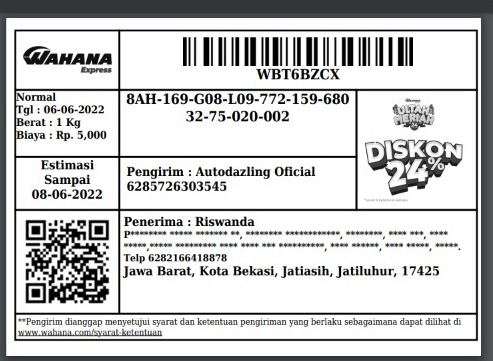 WAHANA
Express
WBT6BZCX
Normal
Tgl : 06-06-2022
Berat : 1 Kg
Biaya : Rp. 5,000
8AH-169-G08-L09-772-159-680
32-75-020-002
ULTAH
MERIAH
DISKON
24%
Estimasi
Sampai
08-06-2022
Pengirim : Autodazling Oficial
6285726303545
Penerima : Riswanda
P******** ***** ******* **, ******** *************, ********, **** ***, ****
*****,***** ********* **** **** *** **********, **** ******, **** *****, *****.
Telp 6282166418878
Jawa Barat, Kota Bekasi, Jatiasih, Jatiluhur, 17425
**Pengirim dianggap menyetujui syarat dan ketentuan pengiriman yang berlaku sebagaimana dapat dilihat di
www.wahana.com/syarat-ketentuan